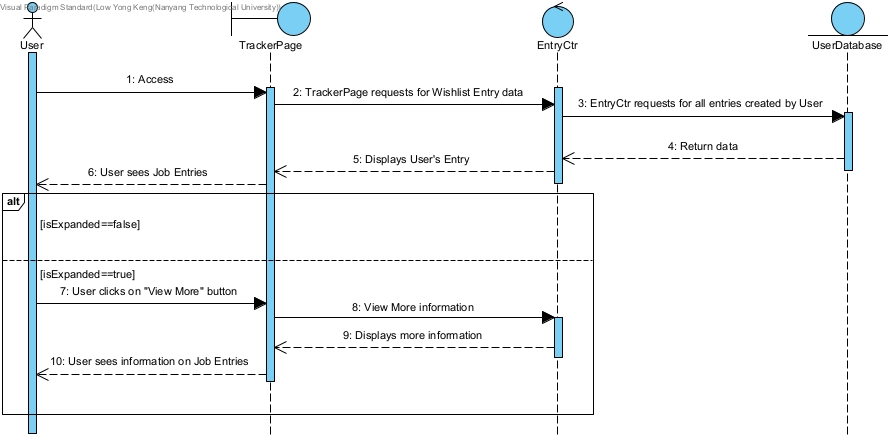 Visual Paradigm Standard(Low Yong Keng(Nanyang Technological University))
User
TrackerPage
EntryCtr
UserDatabase
1: Access
2: TrackerPage requests for Wishlist Entry data
3: EntryCtr requests for all entries created by User
4: Return data
5: Displays User's Entry
6: User sees Job Entries
alt
[isExpanded==false]
[isExpanded==true]
7: User clicks on "View More" button
8: View More information
9: Displays more information
10: User sees information on Job Entries